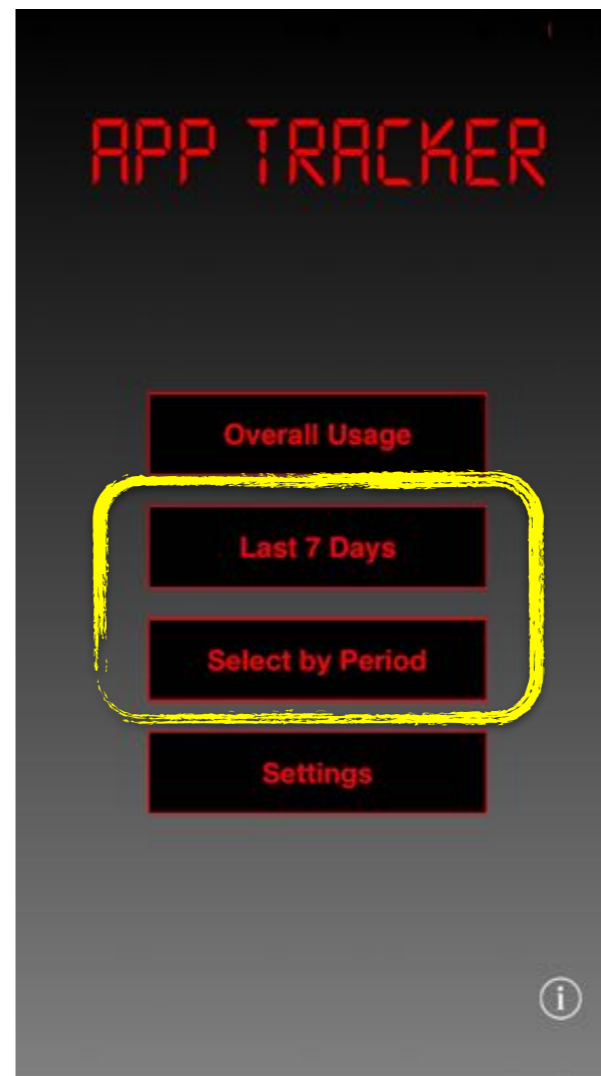 APP TRACKER
Overall Usage
Last 7 Days
Select by Period
Settings
i